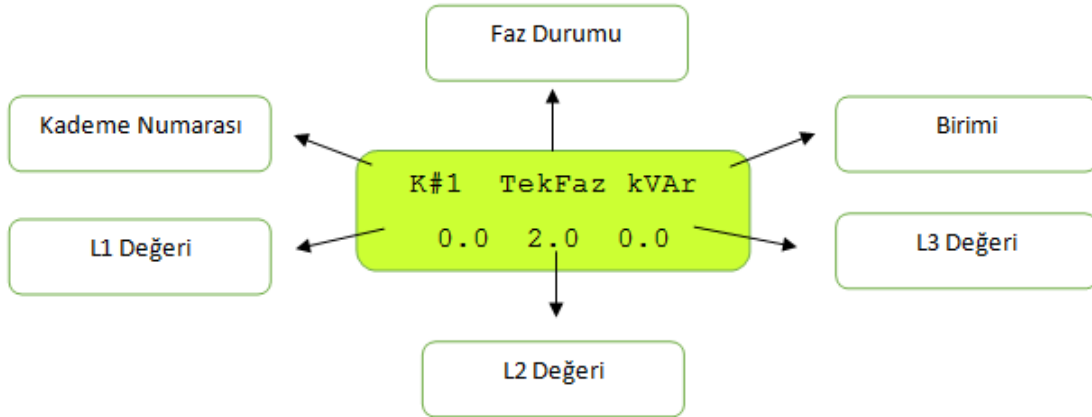 Faz Durumu
Kademe Numarası
Birimi
K#1 TekFaz kVAr
0.0 2.0 0.0
L1 Değeri
L3 Değeri
L2 Değeri